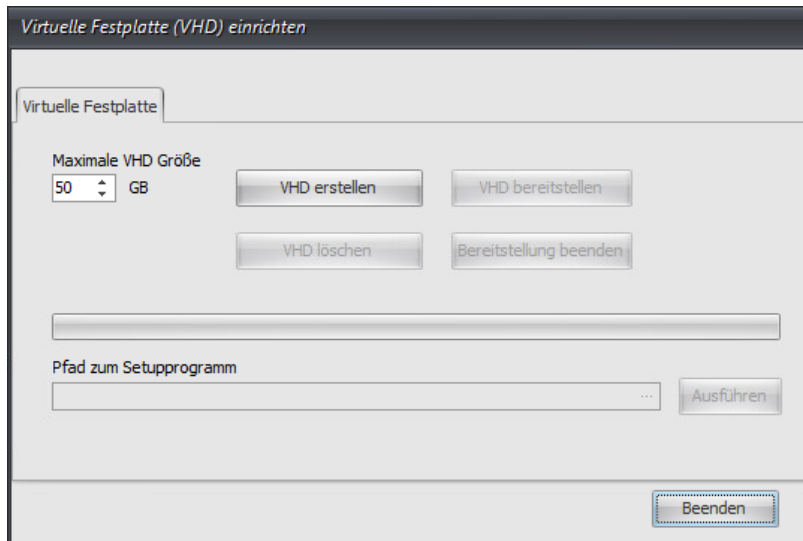 Virtuelle Festplatte (VHD) einrichten
Virtuelle Festplatte
Maximale VHD Größe
50 GB
VHD erstellen
VHD bereitstellen
VHD löschen
Bereitstellung beenden
Pfad zum Setupprogramm
...
Ausführen
Beenden